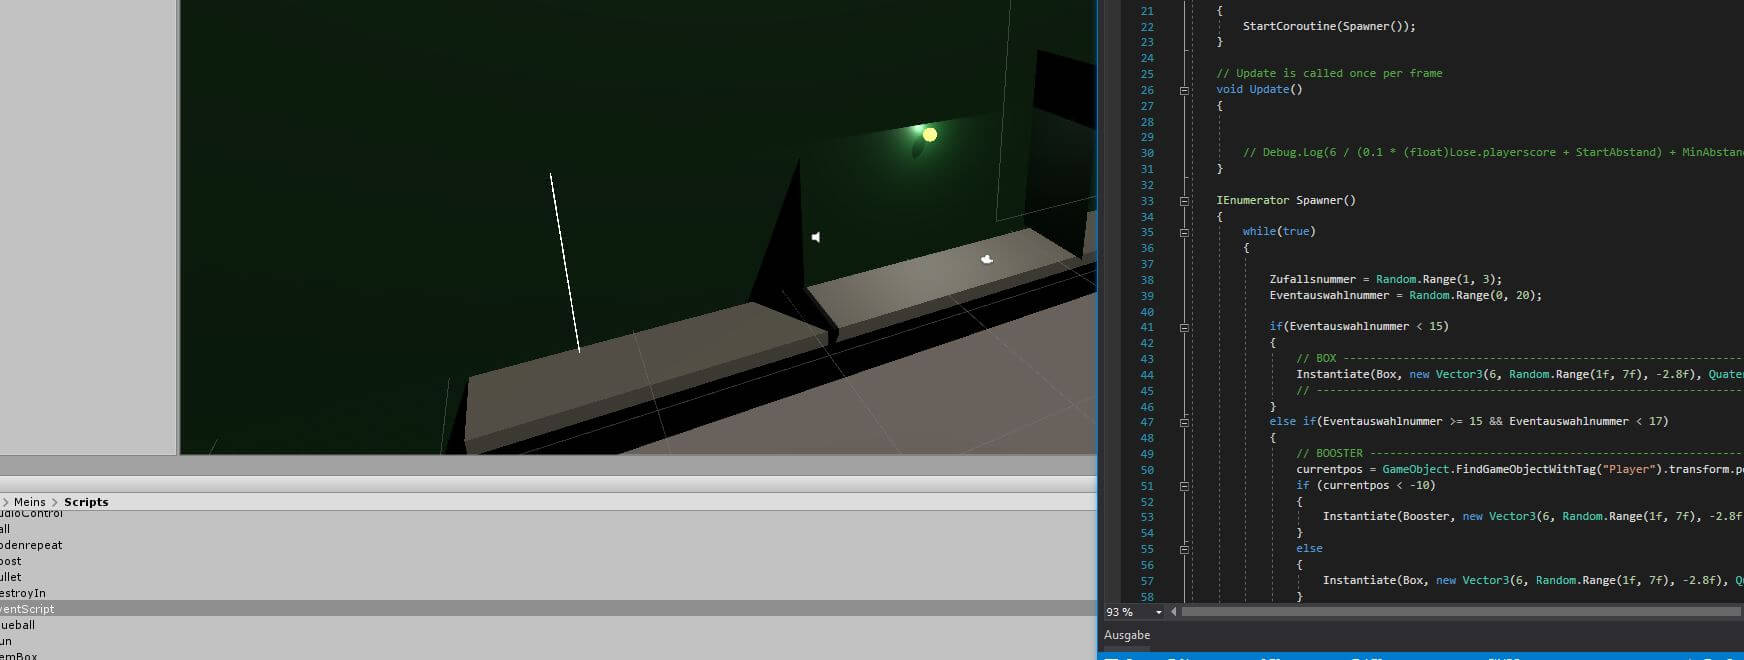 Meins > Scripts
odenrepeat
estroyIn
ventScript
ueball
21 {
22 StartCoroutine(Spawner());
23 }
24
25 // Update is called once per frame
26 void Update()
27 {
28
29
30 // Debug.Log(6 / (0.1 * (float)Lose.playerscore + StartAbstand) + MinAbstan
31 }
32
33 IEnumerator Spawner()
34 {
35 while(true)
36 {
37
38 Zufallsnummer = Random.Range(1, 3);
39 Eventauswahlnummer = Random.Range(0, 20);
40
41 if(Eventauswahlnummer < 15)
42 {
43 // BOX ------------------------------------------------------------
44 Instantiate(Box, new Vector3(6, Random.Range(1f, 7f), -2.8f), Quater
45 // ----------------------------------------------------------------
46 }
47 else if(Eventauswahlnummer >= 15 && Eventauswahlnummer < 17)
48 {
49 // BOOSTER --------------------------------------------------------
50 currentpos = GameObject.FindGameObjectWithTag("Player").transform.po
51 if (currentpos < -10)
52 {
53 Instantiate(Booster, new Vector3(6, Random.Range(1f, 7f), -2.8f
54 }
55 else
56 {
57 Instantiate(Box, new Vector3(6, Random.Range(1f, 7f), -2.8f), Q
58 }
93 %
Ausgabe